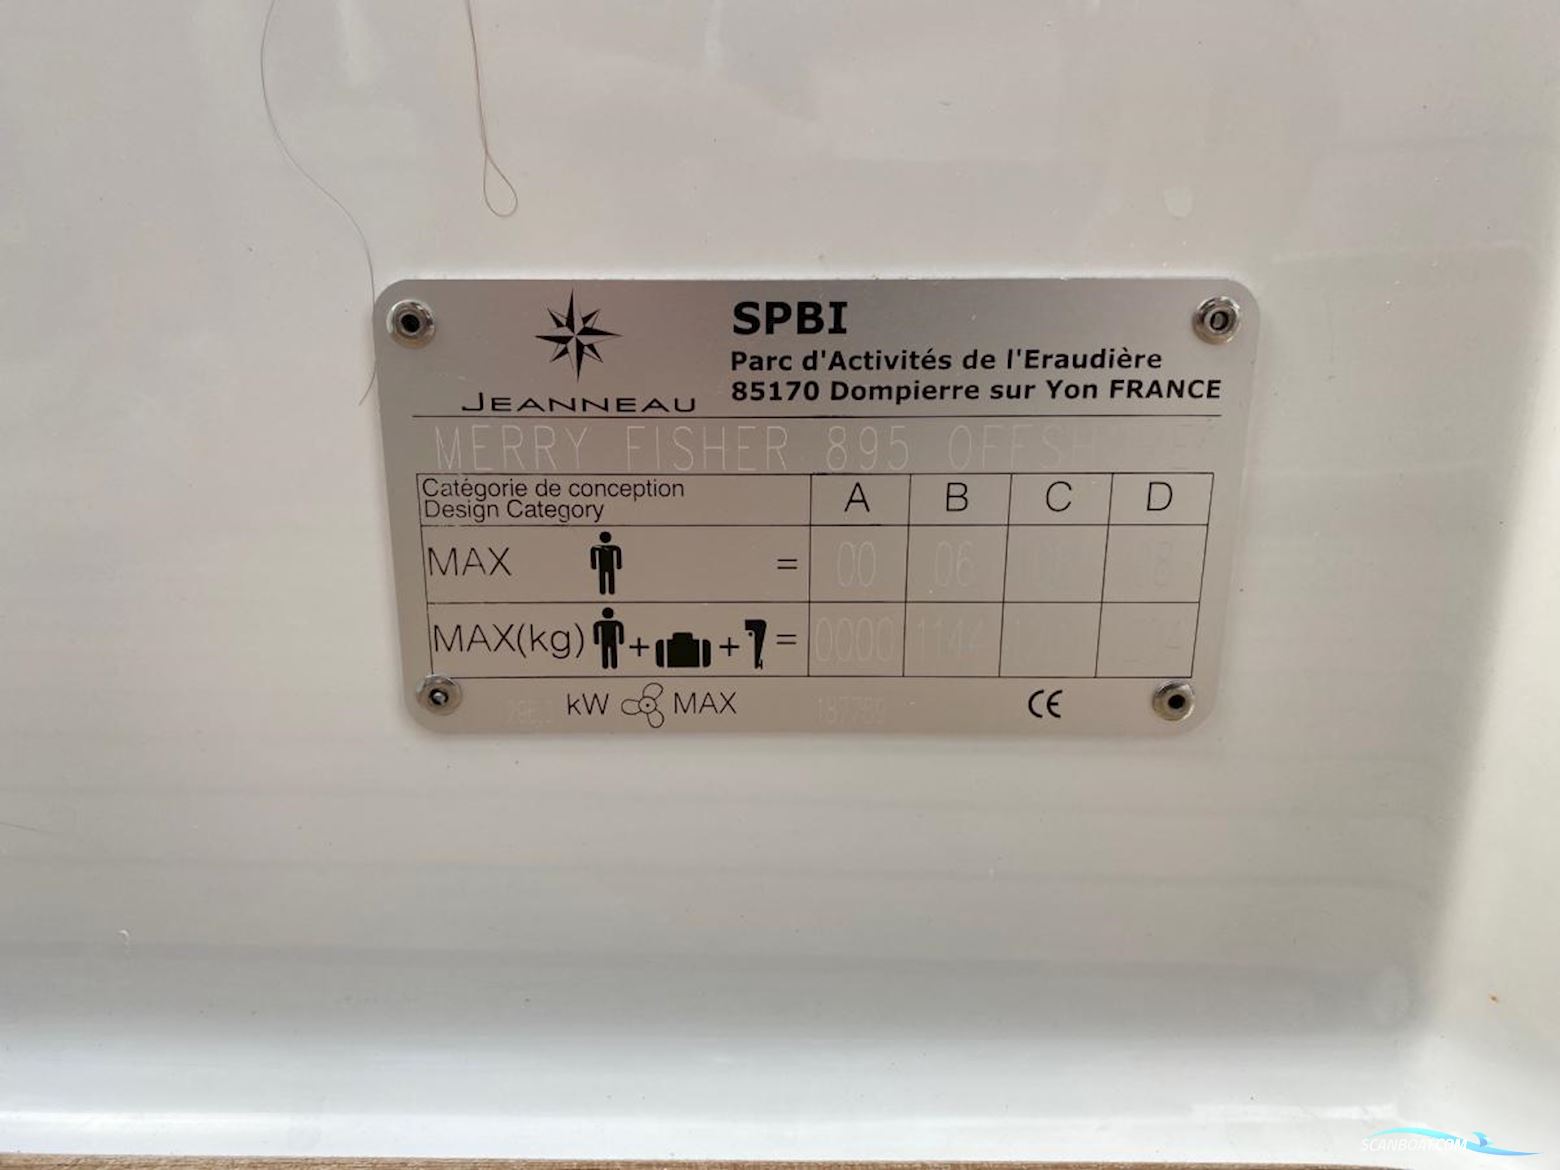 SPBI
Parc d'Activités de l'Eraudière
85170 Dompierre sur Yon FRANCE
JEANNEAU
MERRY FISHER 895
Catégorie de conception A B C D
Design Category
MAX = 00 06
MAX(kg) + + = 0000 1144
kW MAX CE
SCANBOAT.COM